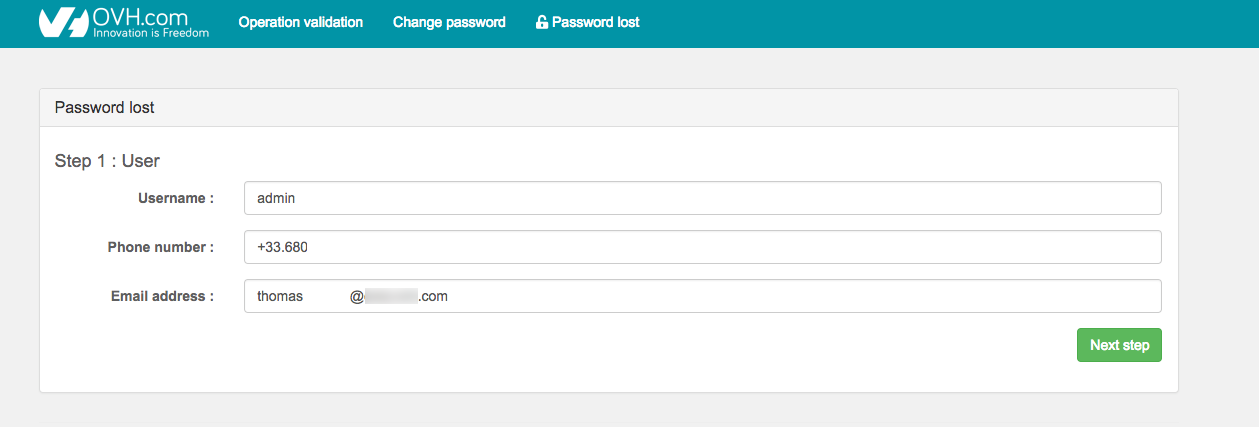 OVH.com
Innovation is Freedom
Operation validation
Change password
Password lost
Password lost
Step 1 : User
Username :
admin
Phone number :
+33.680
Email address :
thomas @ .com
Next step